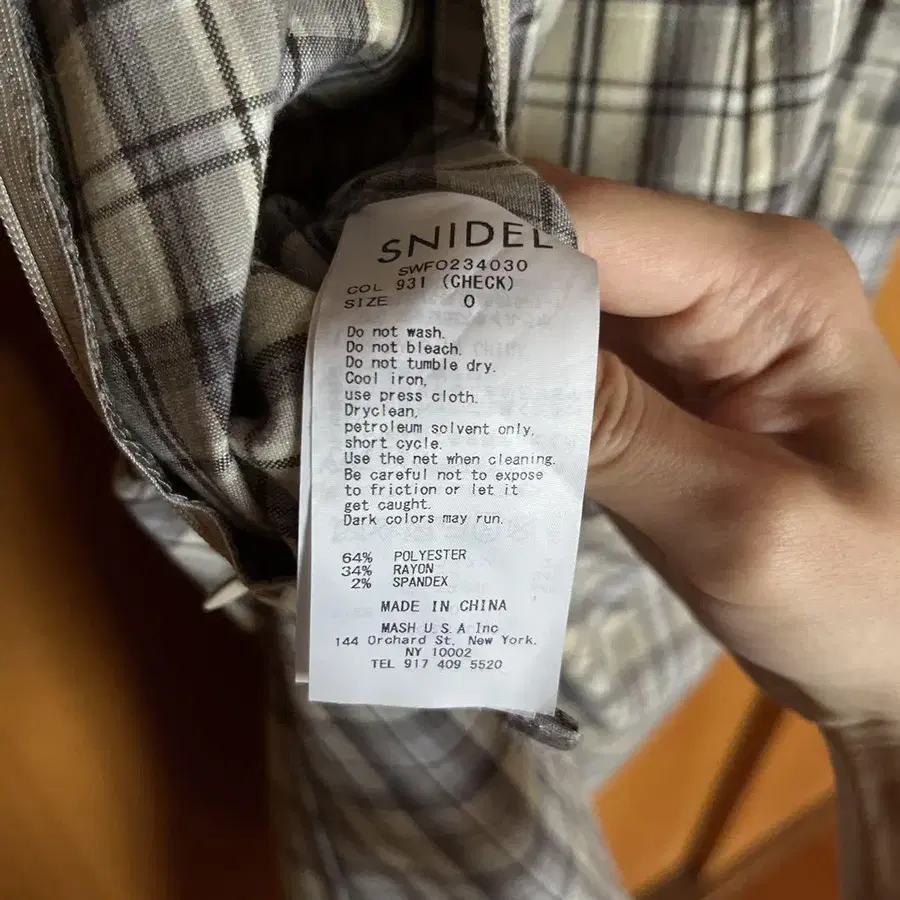 SNIDEL
SWFO234030
COL 931 (CHECK)
SIZE 0
Do not wash.
Do not bleach.
Do not tumble dry.
Cool iron,
use press cloth.
Dryclean,
petroleum solvent only,
short cycle.
Use the net when cleaning.
Be careful not to expose
to friction or let it
get caught.
Dark colors may run.
64% POLYESTER
34% RAYON
2% SPANDEX
MADE IN CHINA
MASH U.S.A Inc
144 Orchard St, New York.
NY 10002
TEL 917 409 5520